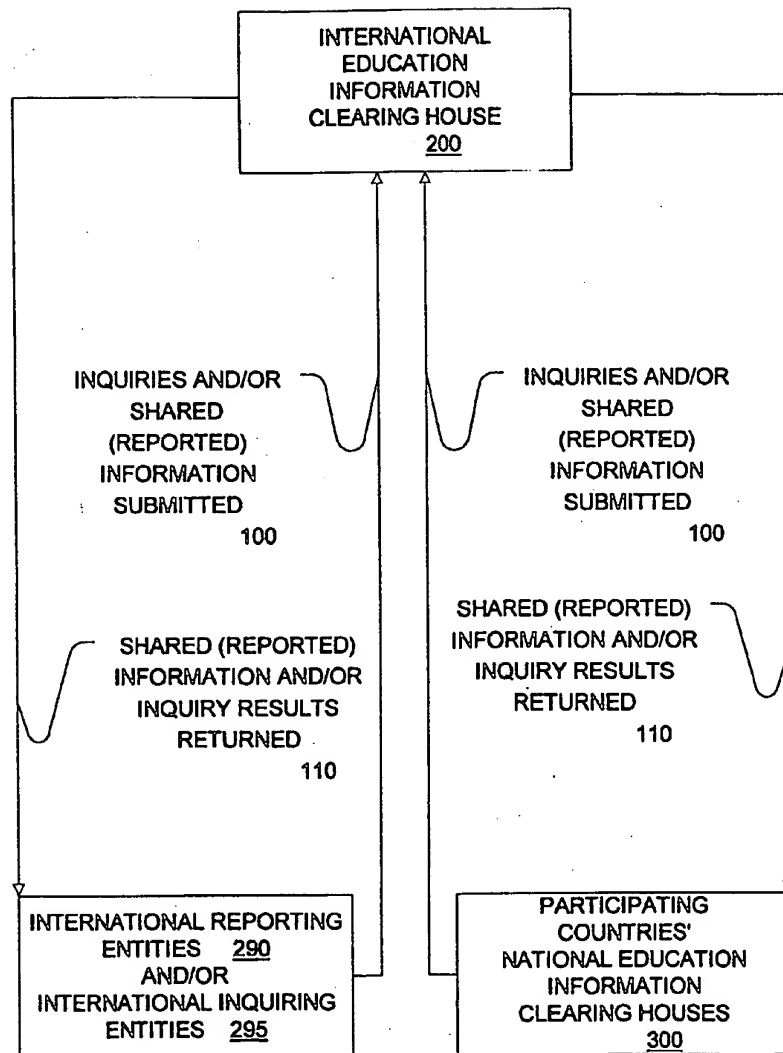 INTERNATIONAL
EDUCATION
INFORMATION
CLEARING HOUSE
200
INQUIRIES AND/OR
SHARED
(REPORTED)
INFORMATION
SUBMITTED
100
INQUIRIES AND/OR
SHARED
(REPORTED)
INFORMATION
SUBMITTED
100
SHARED (REPORTED)
INFORMATION AND/OR
INQUIRY RESULTS
RETURNED
110
SHARED (REPORTED)
INFORMATION AND/OR
INQUIRY RESULTS
RETURNED
110
INTERNATIONAL REPORTING
ENTITIES 290
AND/OR
INTERNATIONAL INQUIRING
ENTITIES 295
PARTICIPATING
COUNTRIES'
NATIONAL EDUCATION
INFORMATION
CLEARING HOUSES
300